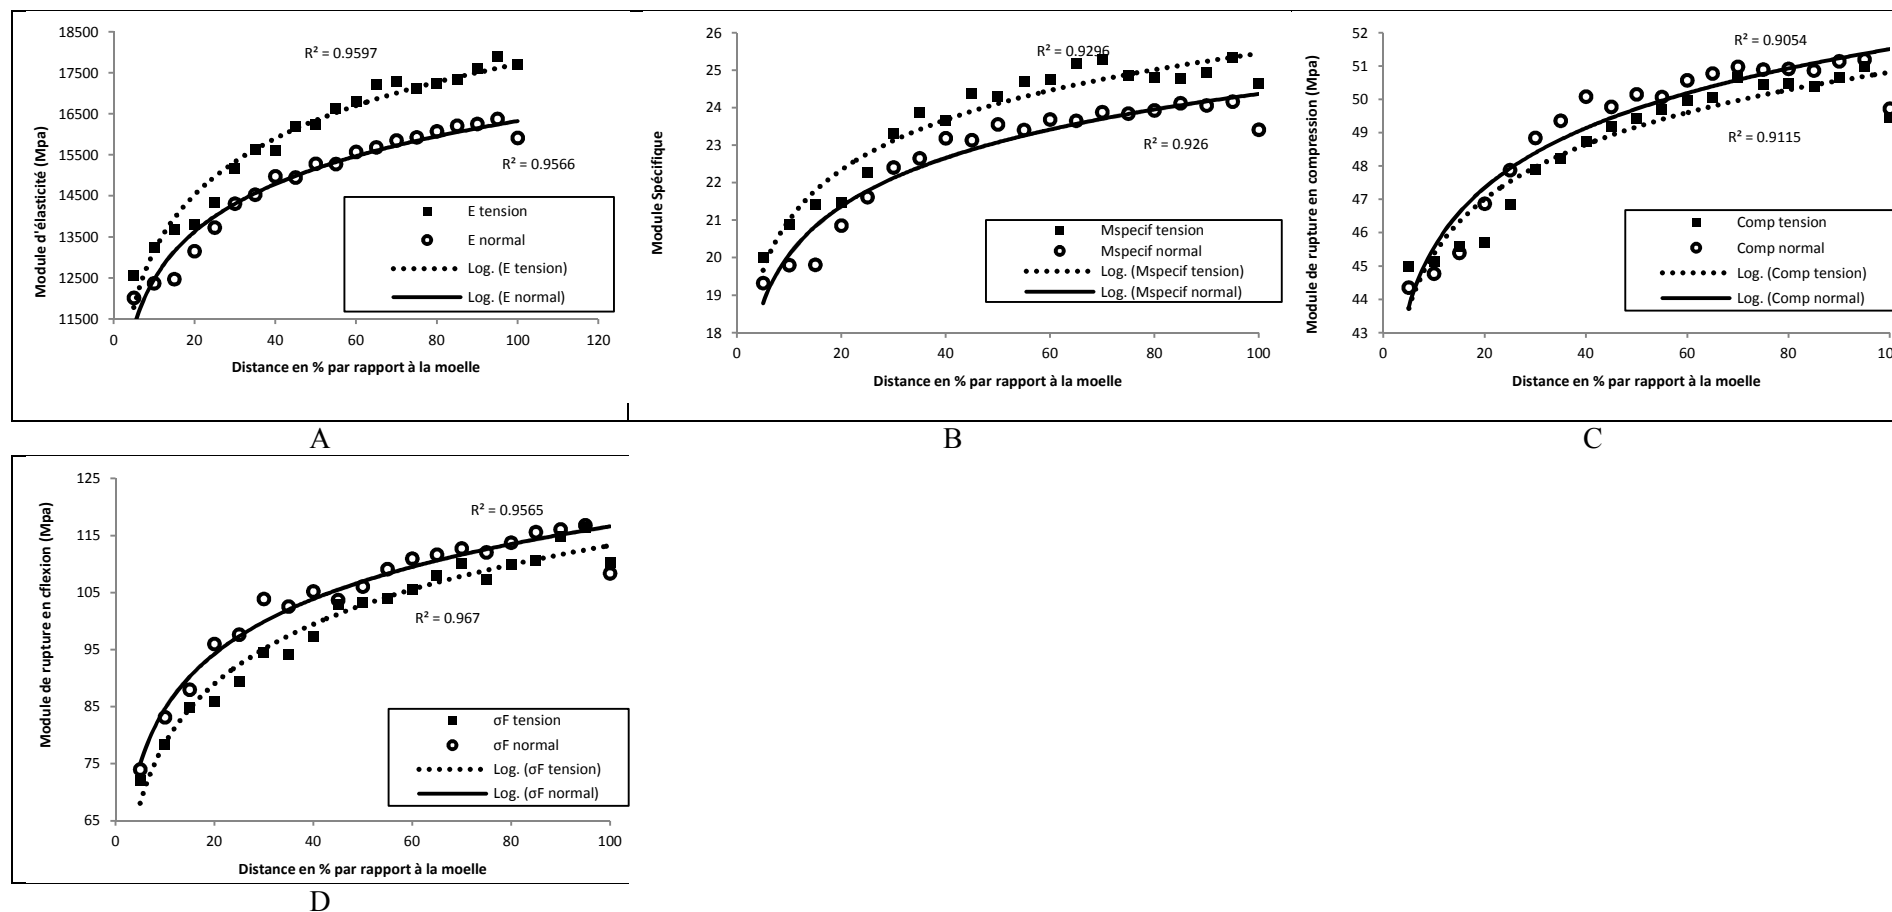 18500
17500
16500
15500
14500
13500
12500
11500
0
20
40
60
80
100
120
Module d'élasticité (Mpa)
Distance en % par rapport à la moelle
R² = 0.9597
R² = 0.9566
E tension
E normal
Log. (E tension)
Log. (E normal)
A
26
25
24
23
22
21
20
19
18
0
20
40
60
80
100
Module Spécifique
Distance en % par rapport à la moelle
R² = 0.9296
R² = 0.926
Mspecif tension
Mspecif normal
Log. (Mspecif tension)
Log. (Mspecif normal)
B
52
51
50
49
48
47
46
45
44
43
0
20
40
60
80
100
Module de rupture en compression (Mpa)
Distance en % par rapport à la moelle
R² = 0.9054
R² = 0.9115
Comp tension
Comp normal
Log. (Comp tension)
Log. (Comp normal)
C
125
115
105
95
85
75
65
0
20
40
60
80
100
Module de rupture en cflexion (Mpa)
Distance en % par rapport à la moelle
R² = 0.9565
R² = 0.967
σF tension
σF normal
Log. (σF tension)
Log. (σF normal)
D